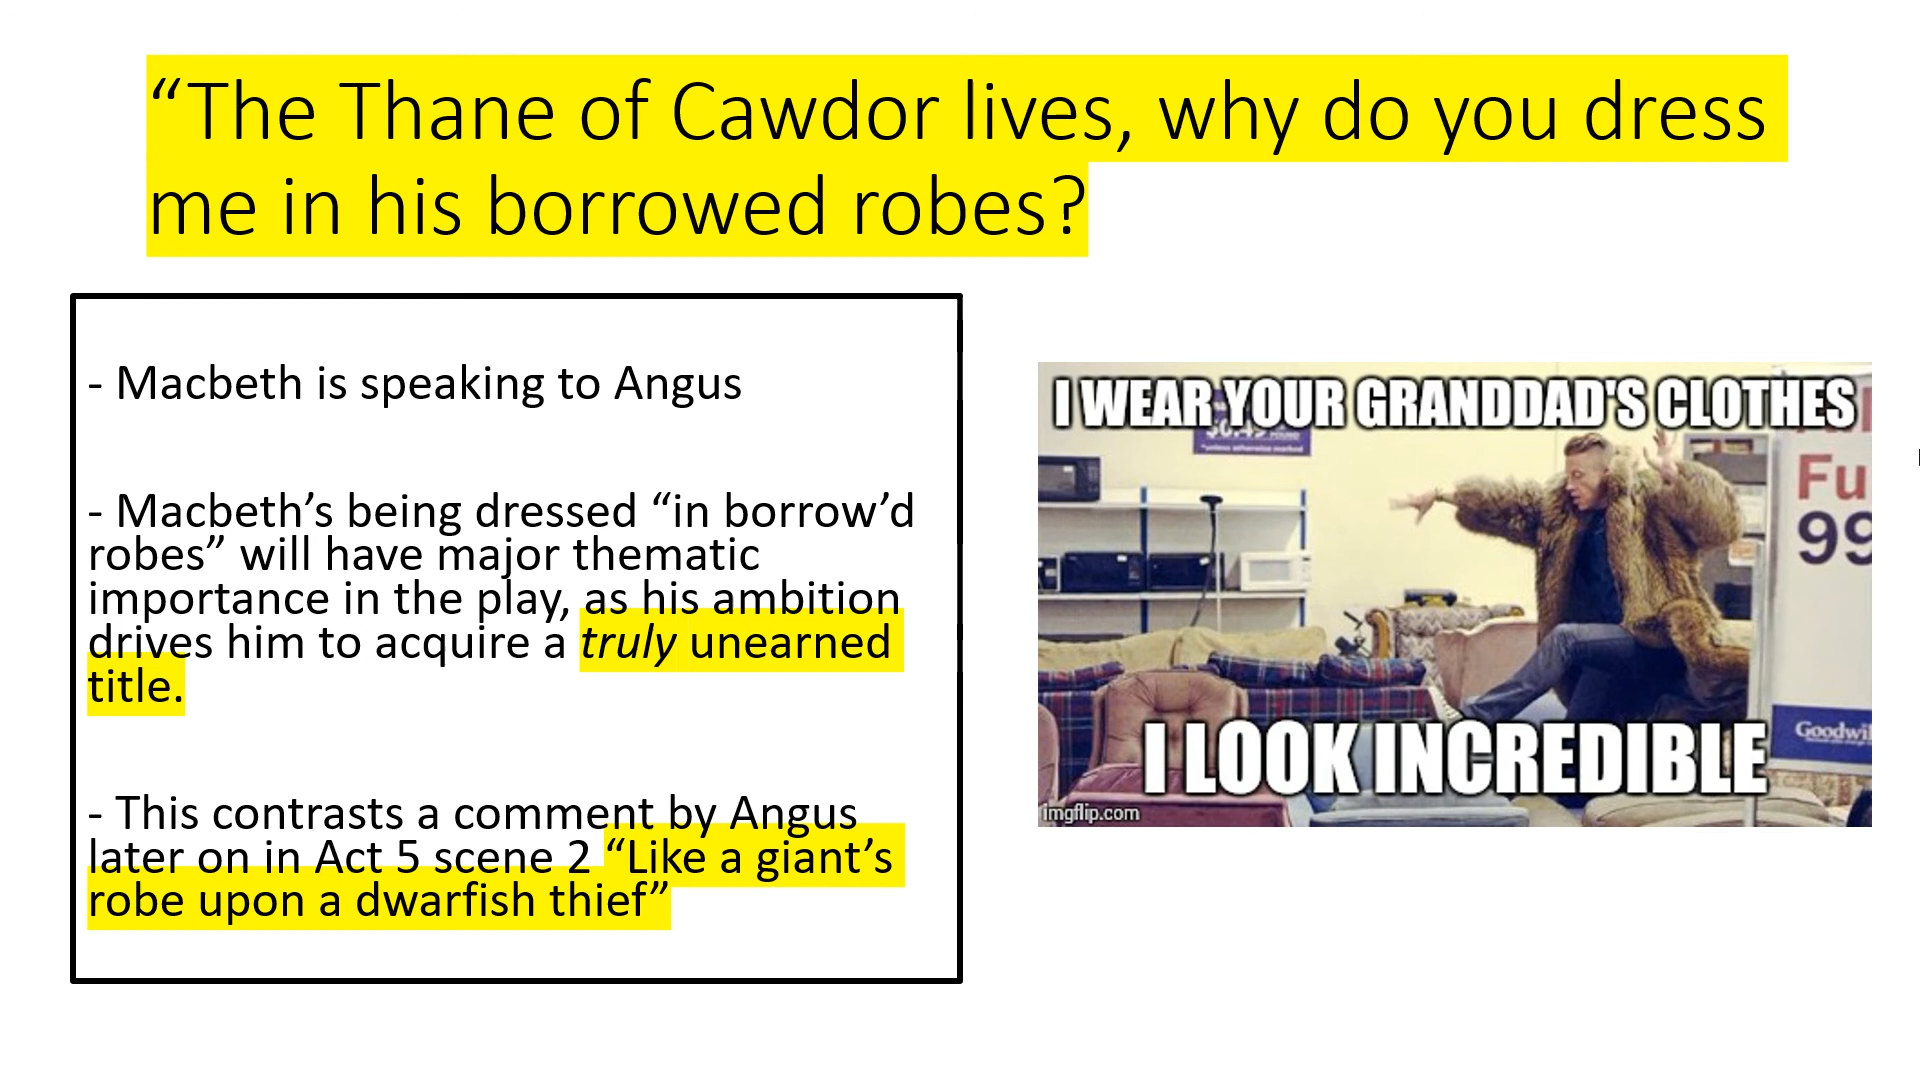 “The Thane of Cawdor lives, why do you dress
me in his borrowed robes?
- Macbeth is speaking to Angus
- Macbeth’s being dressed “in borrow’d
robes” will have major thematic
importance in the play, as his ambition
drives him to acquire a truly unearned
title.
- This contrasts a comment by Angus
later on in Act 5 scene 2 “Like a giant’s
robe upon a dwarfish thief”
I WEAR YOUR GRANDDAD'S CLOTHES
Fu
99
Goodwil
I LOOK INCREDIBLE
imgflip.com